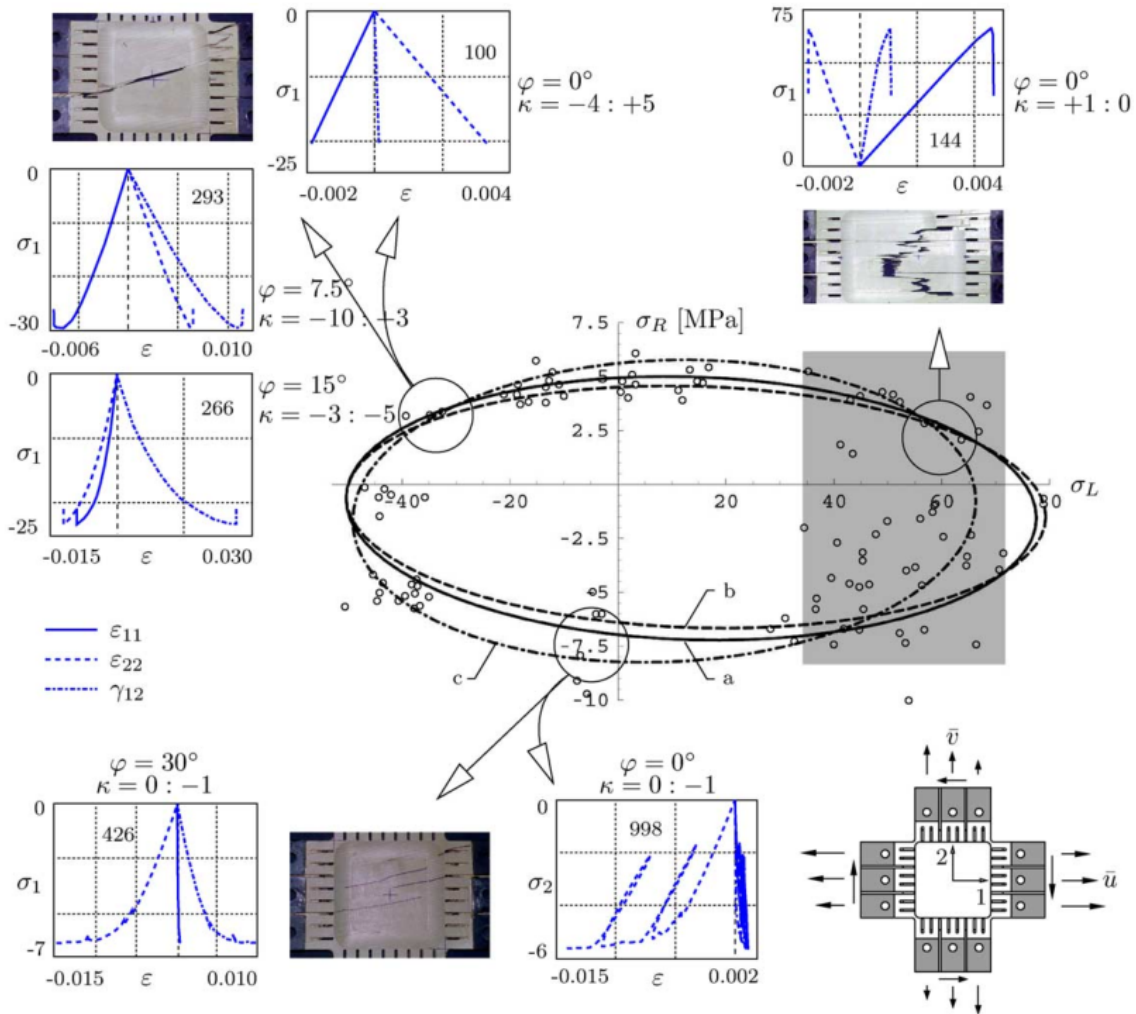 0
100
σ1
-25
-0.002
ε
0.004
φ = 0°
κ = −4 : +5
75
σ1
0
144
-0.002
ε
0.004
φ = 0°
κ = +1 : 0
0
293
σ1
-30
-0.006
ε
0.010
φ = 7.5°
κ = −10 : +3
0
266
σ1
-25
-0.015
ε
0.030
φ = 15°
κ = −3 : −5
σR [MPa]
7.5
5
2.5
-40
-20
20
40
60
σL
-2.5
-5
-7.5
-10
b
c
a
ε11
ε22
γ12
φ = 30°
κ = 0 : −1
0
426
σ1
-7
-0.015
ε
0.010
φ = 0°
κ = 0 : −1
0
998
σ2
-6
-0.015
ε
0.002
v̄
2
1
ū